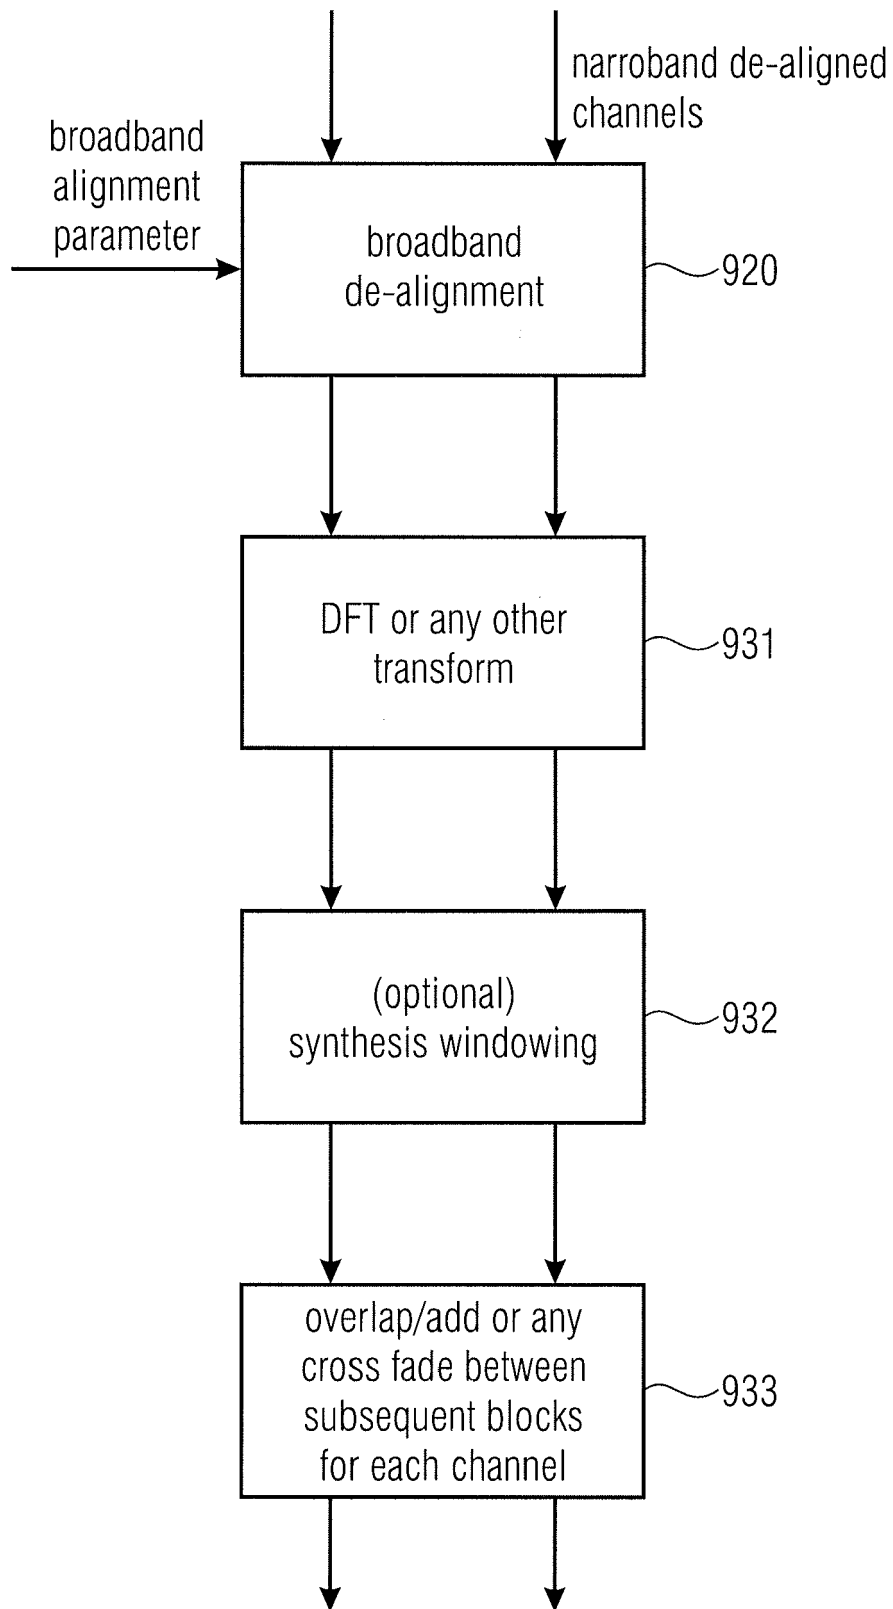 narroband de-aligned
channels
broadband
alignment
parameter
broadband
de-alignment
920
DFT or any other
transform
931
(optional)
synthesis windowing
932
overlap/add or any
cross fade between
subsequent blocks
for each channel
933